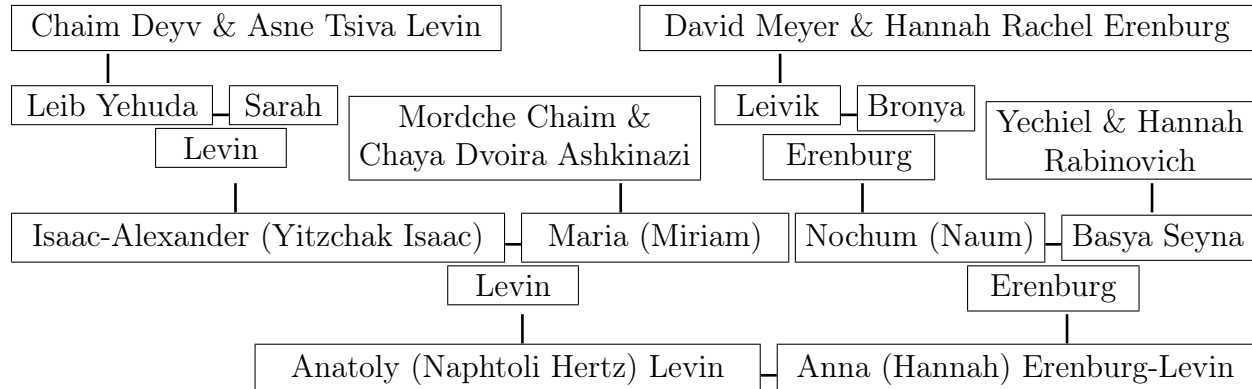 Chaim Deyv & Asne Tsiva Levin
David Meyer & Hannah Rachel Erenburg
Leib Yehuda
Sarah
Levin
Mordche Chaim &
Chaya Dvoira Ashkinazi
Leivik
Bronya
Erenburg
Yechiel & Hannah
Rabinovich
Isaac-Alexander (Yitzchak Isaac)
Maria (Miriam)
Levin
Nochum (Naum)
Basya Seyna
Erenburg
Anatoly (Naphtoli Hertz) Levin
Anna (Hannah) Erenburg-Levin